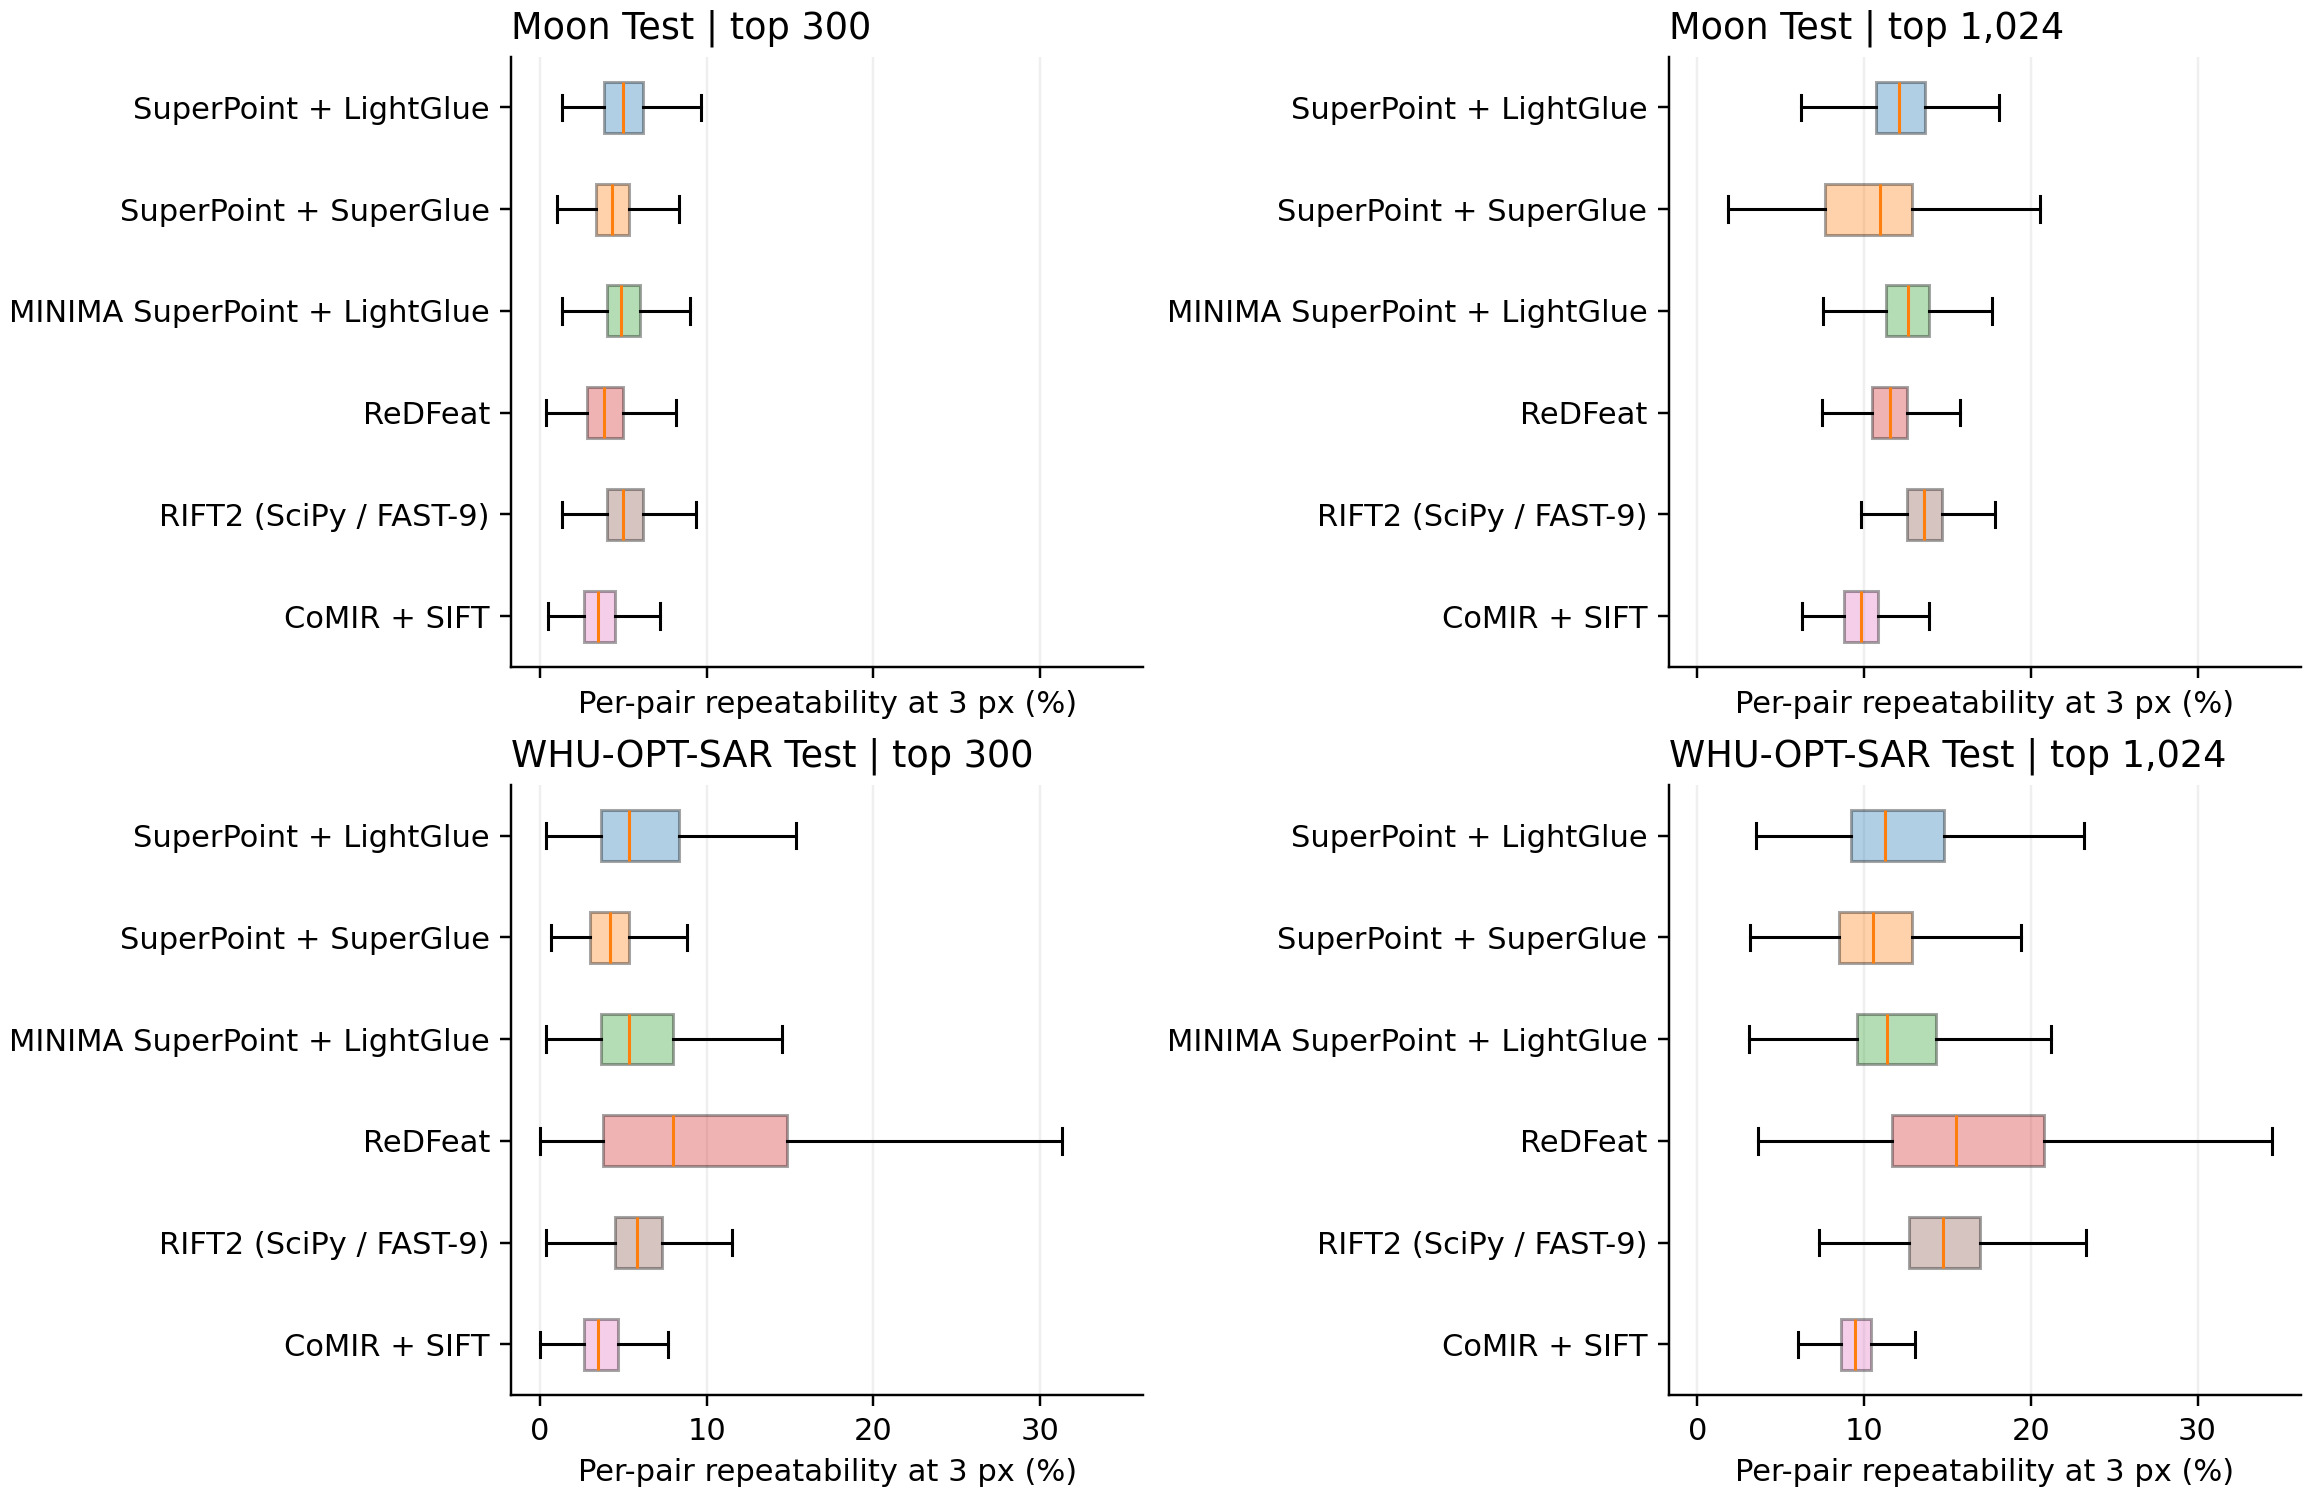 Moon Test | top 300
SuperPoint + LightGlue
SuperPoint + SuperGlue
MINIMA SuperPoint + LightGlue
ReDFeat
RIFT2 (SciPy / FAST-9)
CoMIR + SIFT
Per-pair repeatability at 3 px (%)
Moon Test | top 1,024
SuperPoint + LightGlue
SuperPoint + SuperGlue
MINIMA SuperPoint + LightGlue
ReDFeat
RIFT2 (SciPy / FAST-9)
CoMIR + SIFT
Per-pair repeatability at 3 px (%)
WHU-OPT-SAR Test | top 300
SuperPoint + LightGlue
SuperPoint + SuperGlue
MINIMA SuperPoint + LightGlue
ReDFeat
RIFT2 (SciPy / FAST-9)
CoMIR + SIFT
0 10 20 30
Per-pair repeatability at 3 px (%)
WHU-OPT-SAR Test | top 1,024
SuperPoint + LightGlue
SuperPoint + SuperGlue
MINIMA SuperPoint + LightGlue
ReDFeat
RIFT2 (SciPy / FAST-9)
CoMIR + SIFT
0 10 20 30
Per-pair repeatability at 3 px (%)